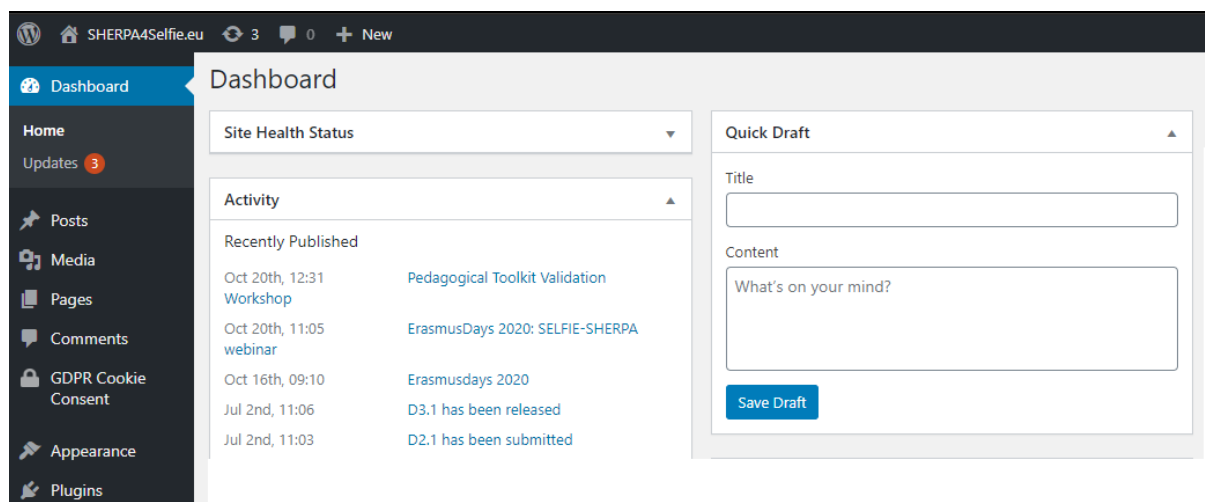 SHERPA4Selfie.eu 3 0 New
Dashboard
Home
Updates 3
Posts
Media
Pages
Comments
GDPR Cookie
Consent
Appearance
Plugins
Dashboard
Site Health Status
Activity
Recently Published
Oct 20th, 12:31 Pedagogical Toolkit Validation
Workshop
Oct 20th, 11:05 ErasmusDays 2020: SELFIE-SHERPA
webinar
Oct 16th, 09:10 Erasmusdays 2020
Jul 2nd, 11:06 D3.1 has been released
Jul 2nd, 11:03 D2.1 has been submitted
Quick Draft
Title
Content
What's on your mind?
Save Draft